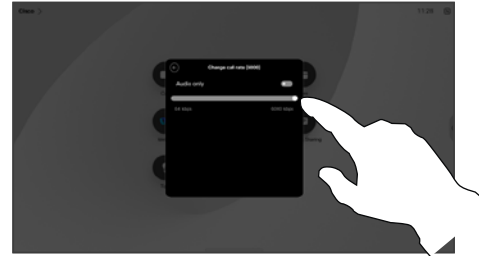 Cisco >
11:26
Change call rate [6000]
Audio only
64 kbps
6000 kbps